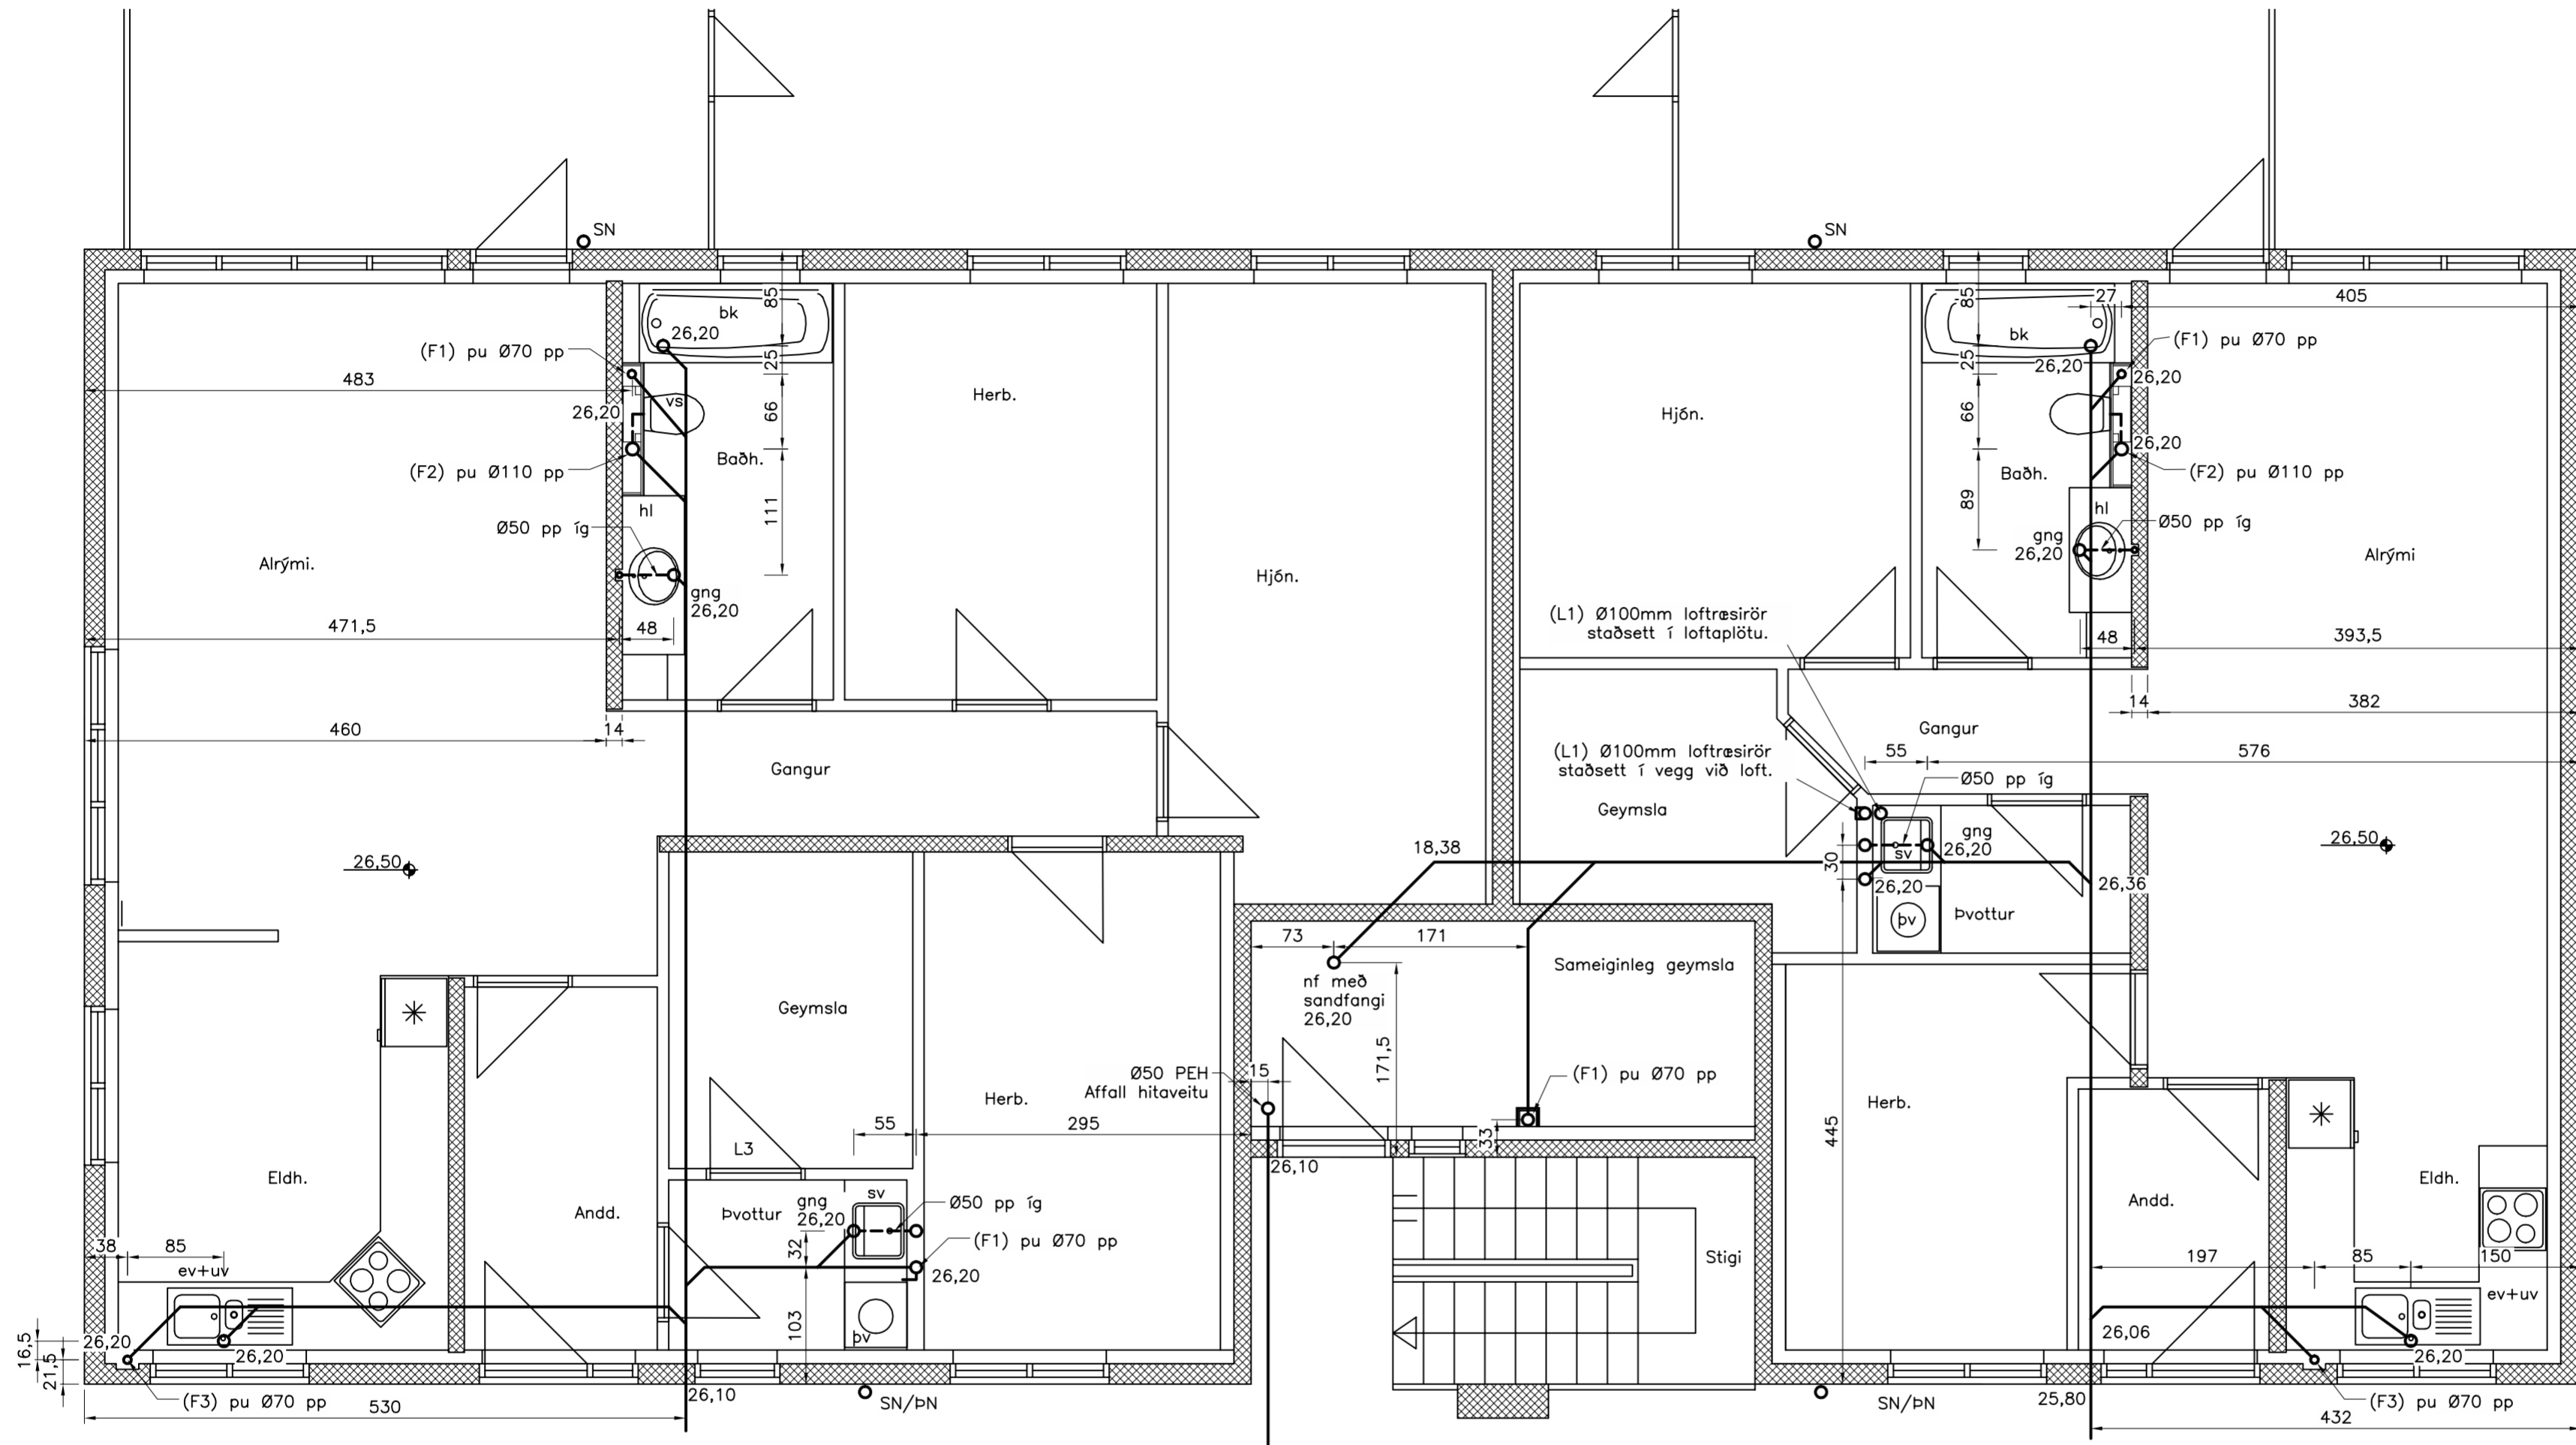 SN
SN
85
bk
26,20
25
(F1) pu Ø70 pp
483
26,20
vs
66
Herb.
Baðh.
(F2) pu Ø110 pp
hl
111
Ø50 pp íg
Alrými.
gng
26,20
Hjón.
471,5
48
460
14
Gangur
26,50
27
405
85
bk
25
26,20
(F1) pu Ø70 pp
26,20
Hjón.
66
26,20
Baðh.
(F2) pu Ø110 pp
89
hl
Ø50 pp íg
gng
26,20
Alrými
(L1) Ø100mm loftræsirör
staðsett í loftaplötu.
48
393,5
14
382
Gangur
(L1) Ø100mm loftræsirör
staðsett í vegg við loft.
55
576
Ø50 pp íg
Geymsla
gng
26,20
sv
26,50
18,38
30
26,20
26,36
þv
Þvottur
73
171
Sameiginleg geymsla
nf með
sandfangi
26,20
171,5
Geymsla
Ø50 PEH
Affall hitaveitu
15
(F1) pu Ø70 pp
Herb.
Herb.
55
295
33
445
L3
26,10
Eldh.
Andd.
Þvottur
gng
26,20
sv
Ø50 pp íg
32
(F1) pu Ø70 pp
26,20
Stigi
Andd.
Eldh.
38
85
ev+uv
103
þv
197
85
150
ev+uv
16,5
21,5
26,20
26,20
26,06
26,20
(F3) pu Ø70 pp
530
26,10
SN/ÞN
SN/ÞN
25,80
(F3) pu Ø70 pp
432